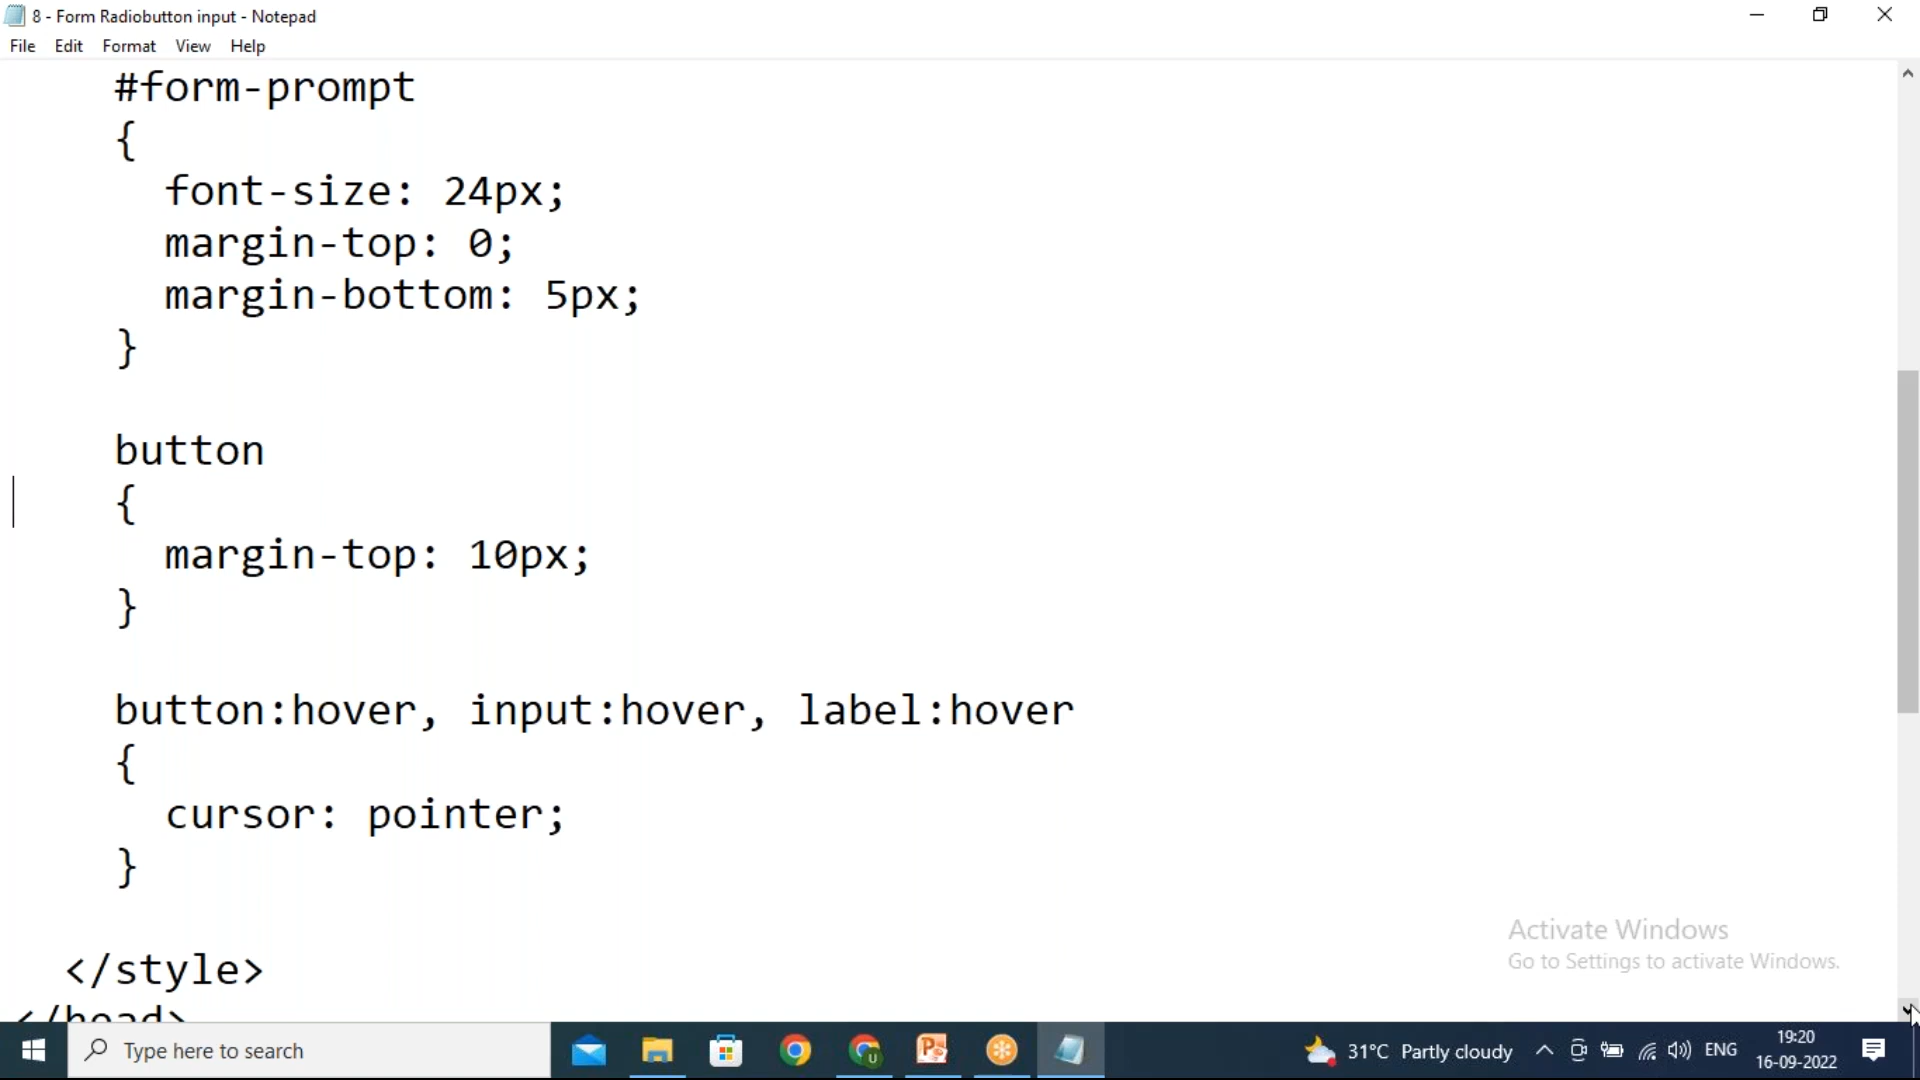 8 - Form Radiobutton input - Notepad
File Edit Format View Help
#form-prompt
{
font-size: 24px;
margin-top: 0;
margin-bottom: 5px;
}
button
{
margin-top: 10px;
}
button:hover, input:hover, label:hover
{
cursor: pointer;
}
Activate Windows
Go to Settings to activate Windows.
</style>
</head>
Type here to search
31°C Partly cloudy
ENG
19:20
16-09-2022